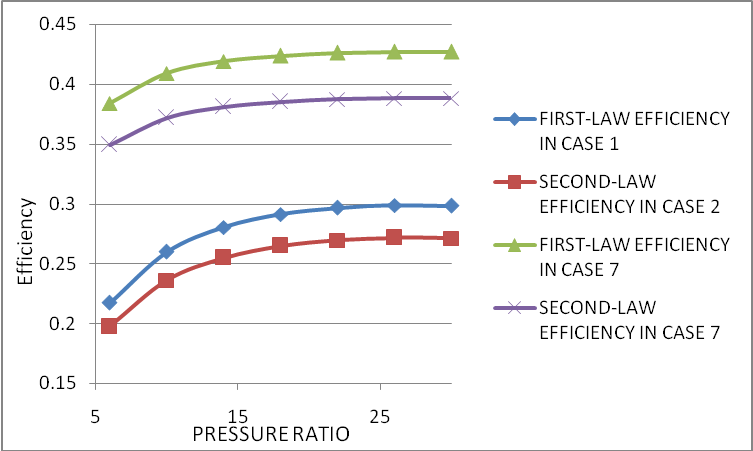 0.45
0.4
0.35
0.3
0.25
0.2
0.15
Efficiency
5
15
25
PRESSURE RATIO
FIRST-LAW EFFICIENCY
IN CASE 1
SECOND-LAW
EFFICIENCY IN CASE 2
FIRST-LAW EFFICIENCY
IN CASE 7
SECOND-LAW
EFFICIENCY IN CASE 7